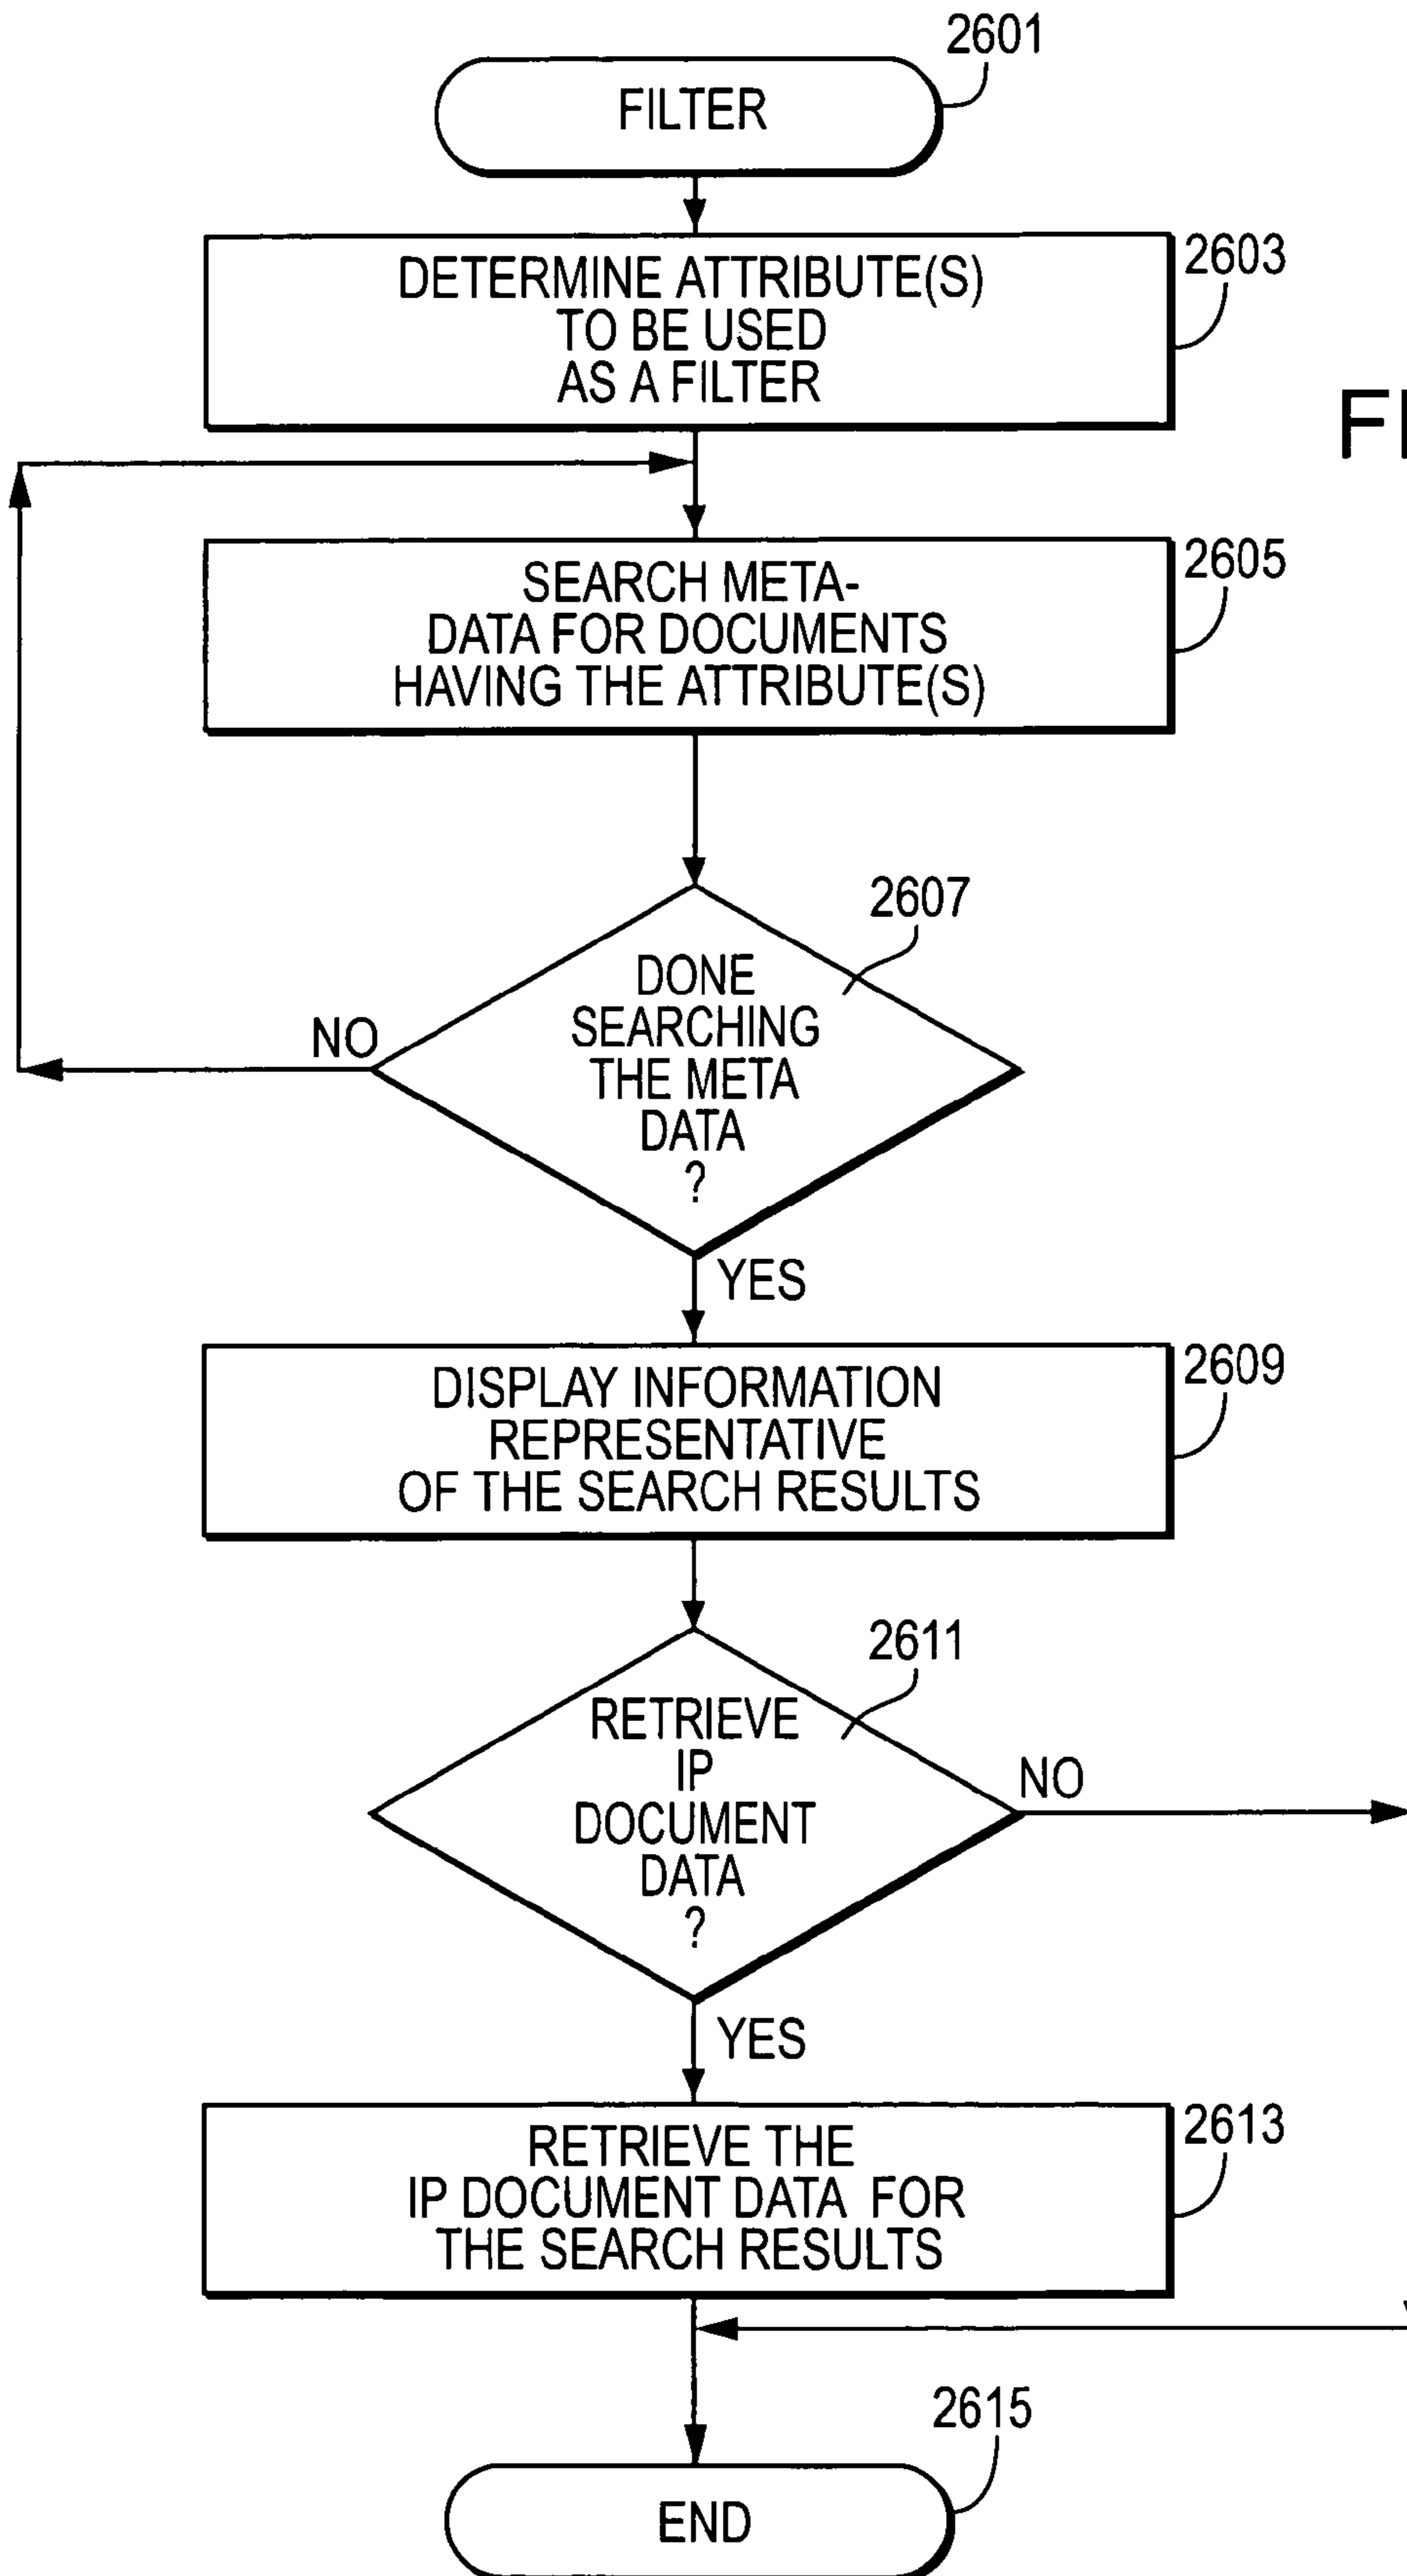 2601
FILTER
2603
DETERMINE ATTRIBUTE(S)
TO BE USED
AS A FILTER
2605
SEARCH META-
DATA FOR DOCUMENTS
HAVING THE ATTRIBUTE(S)
2607
DONE
SEARCHING
THE META
DATA
?
NO
YES
2609
DISPLAY INFORMATION
REPRESENTATIVE
OF THE SEARCH RESULTS
2611
RETRIEVE
IP
DOCUMENT
DATA
?
NO
YES
2613
RETRIEVE THE
IP DOCUMENT DATA FOR
THE SEARCH RESULTS
2615
END